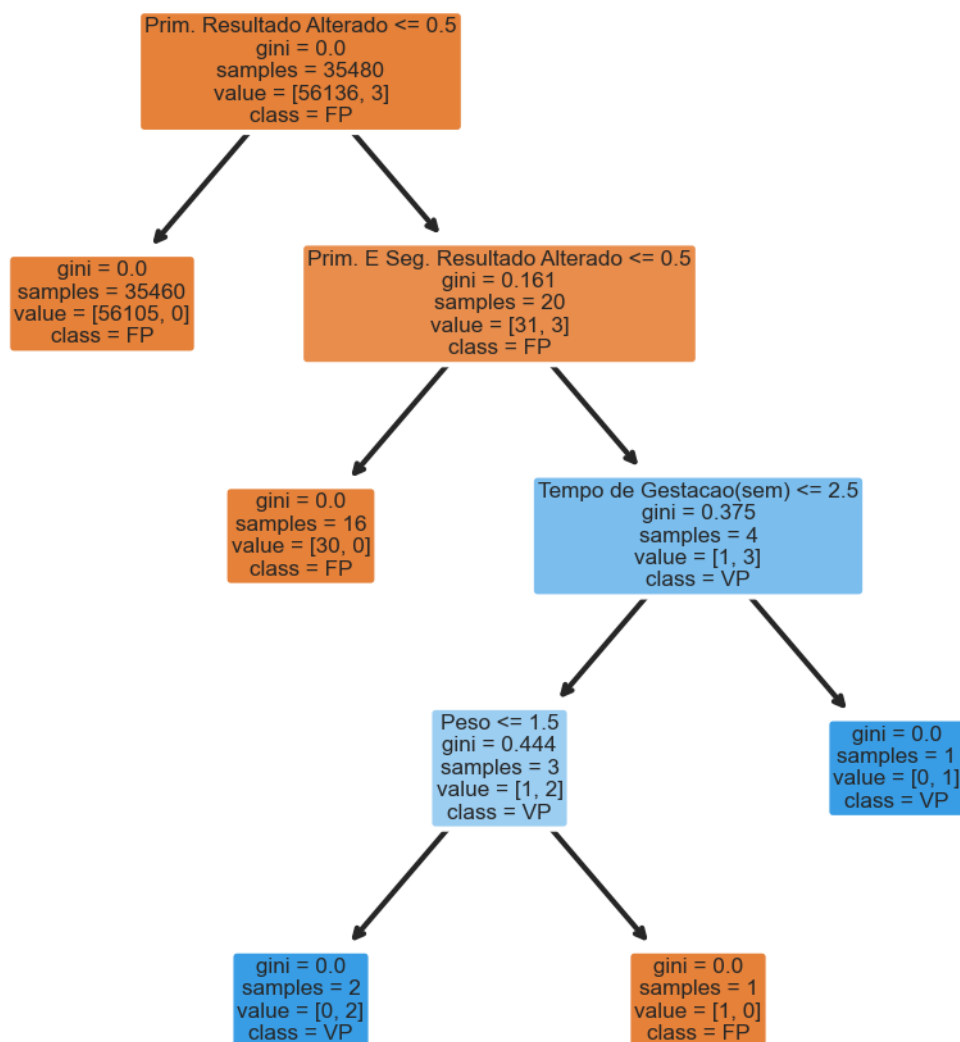 Prim. Resultado Alterado <= 0.5
gini = 0.0
samples = 35480
value = [56136, 3]
class = FP
gini = 0.0
samples = 35460
value = [56105, 0]
class = FP
Prim. E Seg. Resultado Alterado <= 0.5
gini = 0.161
samples = 20
value = [31, 3]
class = FP
gini = 0.0
samples = 16
value = [30, 0]
class = FP
Tempo de Gestacao(sem) <= 2.5
gini = 0.375
samples = 4
value = [1, 3]
class = VP
Peso <= 1.5
gini = 0.444
samples = 3
value = [1, 2]
class = VP
gini = 0.0
samples = 1
value = [0, 1]
class = VP
gini = 0.0
samples = 2
value = [0, 2]
class = VP
gini = 0.0
samples = 1
value = [1, 0]
class = FP